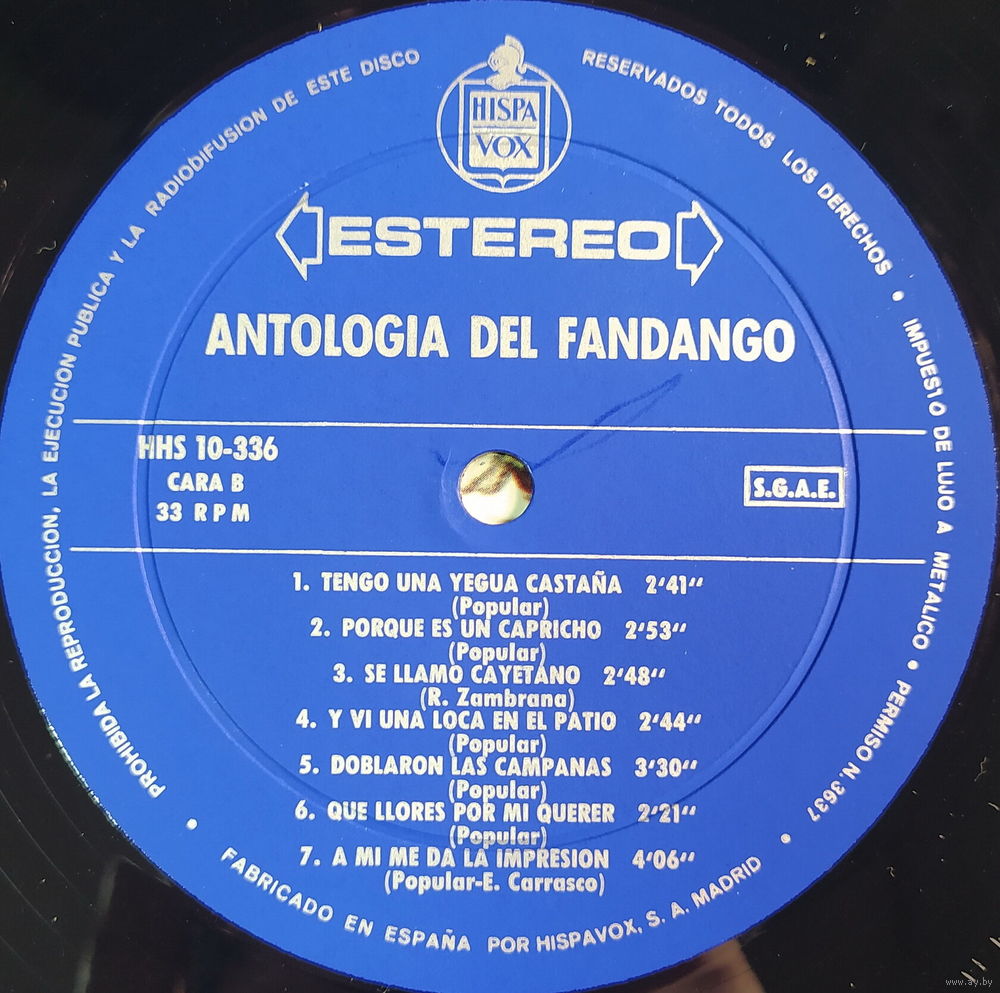 PROHIBIDA LA REPRODUCCION, LA EJECUCION PUBLICA Y LA RADIODIFUSION DE ESTE DISCO
RESERVADOS TODOS LOS DERECHOS • IMPUESTO DE LUJO A METALICO • PERMISO N. 3637
HISPA
VOX
ESTEREO
ANTOLOGIA DEL FANDANGO
HHS 10-336
CARA B
33 RPM
S.G.A.E.
1. TENGO UNA YEGUA CASTAÑA 2'41"
(Popular)
2. PORQUE ES UN CAPRICHO 2'53"
(Popular)
3. SE LLAMO CAYETANO 2'48"
(R. Zambrana)
4. Y VI UNA LOCA EN EL PATIO 2'44"
(Popular)
5. DOBLARON LAS CAMPANAS 3'30"
(Popular)
6. QUE LLORES POR MI QUERER 2'21"
(Popular)
7. A MI ME DA LA IMPRESION 4'06"
(Popular-E. Carrasco)
• FABRICADO EN ESPAÑA POR HISPAVOX, S. A. MADRID •
www.ay.by